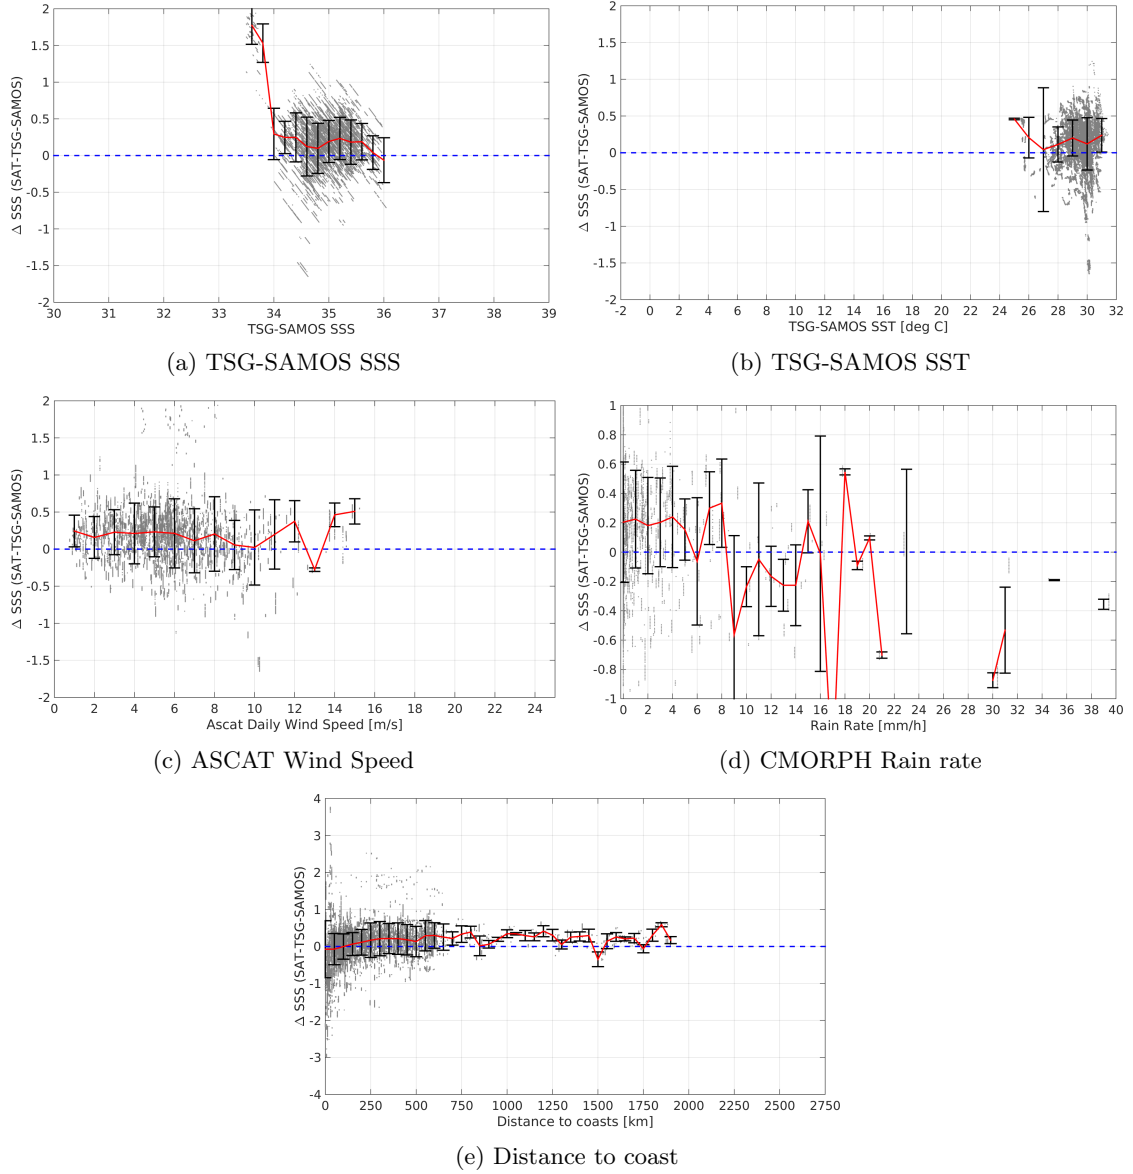 2
1.5
1
0.5
0
-0.5
-1
-1.5
-2
Δ SSS (SAT-TSG-SAMOS)
30 31 32 33 34 35 36 37 38 39
TSG-SAMOS SSS
(a) TSG-SAMOS SSS
2
1.5
1
0.5
0
-0.5
-1
-1.5
-2
Δ SSS (SAT-TSG-SAMOS)
-2 0 2 4 6 8 10 12 14 16 18 20 22 24 26 28 30 32
TSG-SAMOS SST [deg C]
(b) TSG-SAMOS SST
2
1.5
1
0.5
0
-0.5
-1
-1.5
-2
Δ SSS (SAT-TSG-SAMOS)
0 2 4 6 8 10 12 14 16 18 20 22 24
Ascat Daily Wind Speed [m/s]
(c) ASCAT Wind Speed
1
0.8
0.6
0.4
0.2
0
-0.2
-0.4
-0.6
-0.8
-1
Δ SSS (SAT-TSG-SAMOS)
0 2 4 6 8 10 12 14 16 18 20 22 24 26 28 30 32 34 36 38 40
Rain Rate [mm/h]
(d) CMORPH Rain rate
4
3
2
1
0
-1
-2
-3
-4
Δ SSS (SAT-TSG-SAMOS)
0 250 500 750 1000 1250 1500 1750 2000 2250 2500 2750
Distance to coasts [km]
(e) Distance to coast